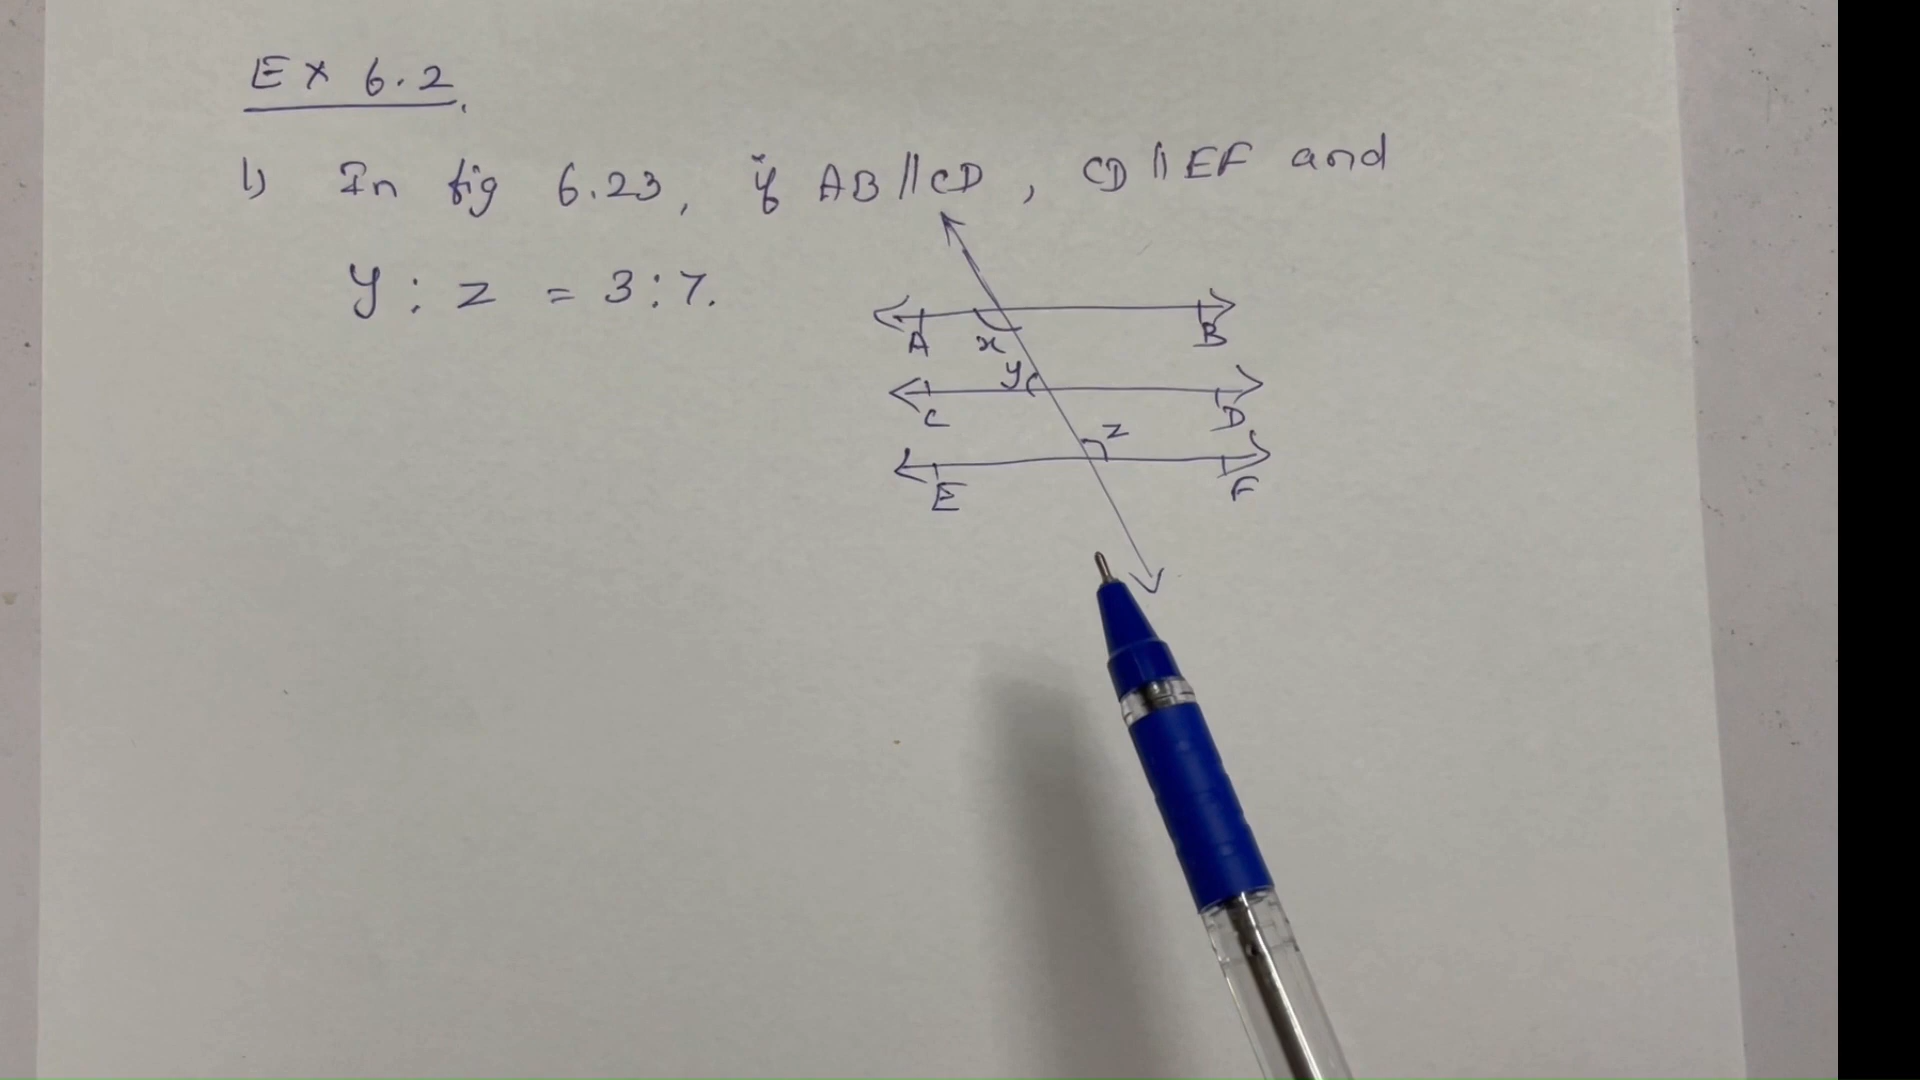 Ex 6.2.
1) In fig 6.23, if AB||CD, CD||EF and
y : z = 3:7.
A x B
y
C D
z
E F